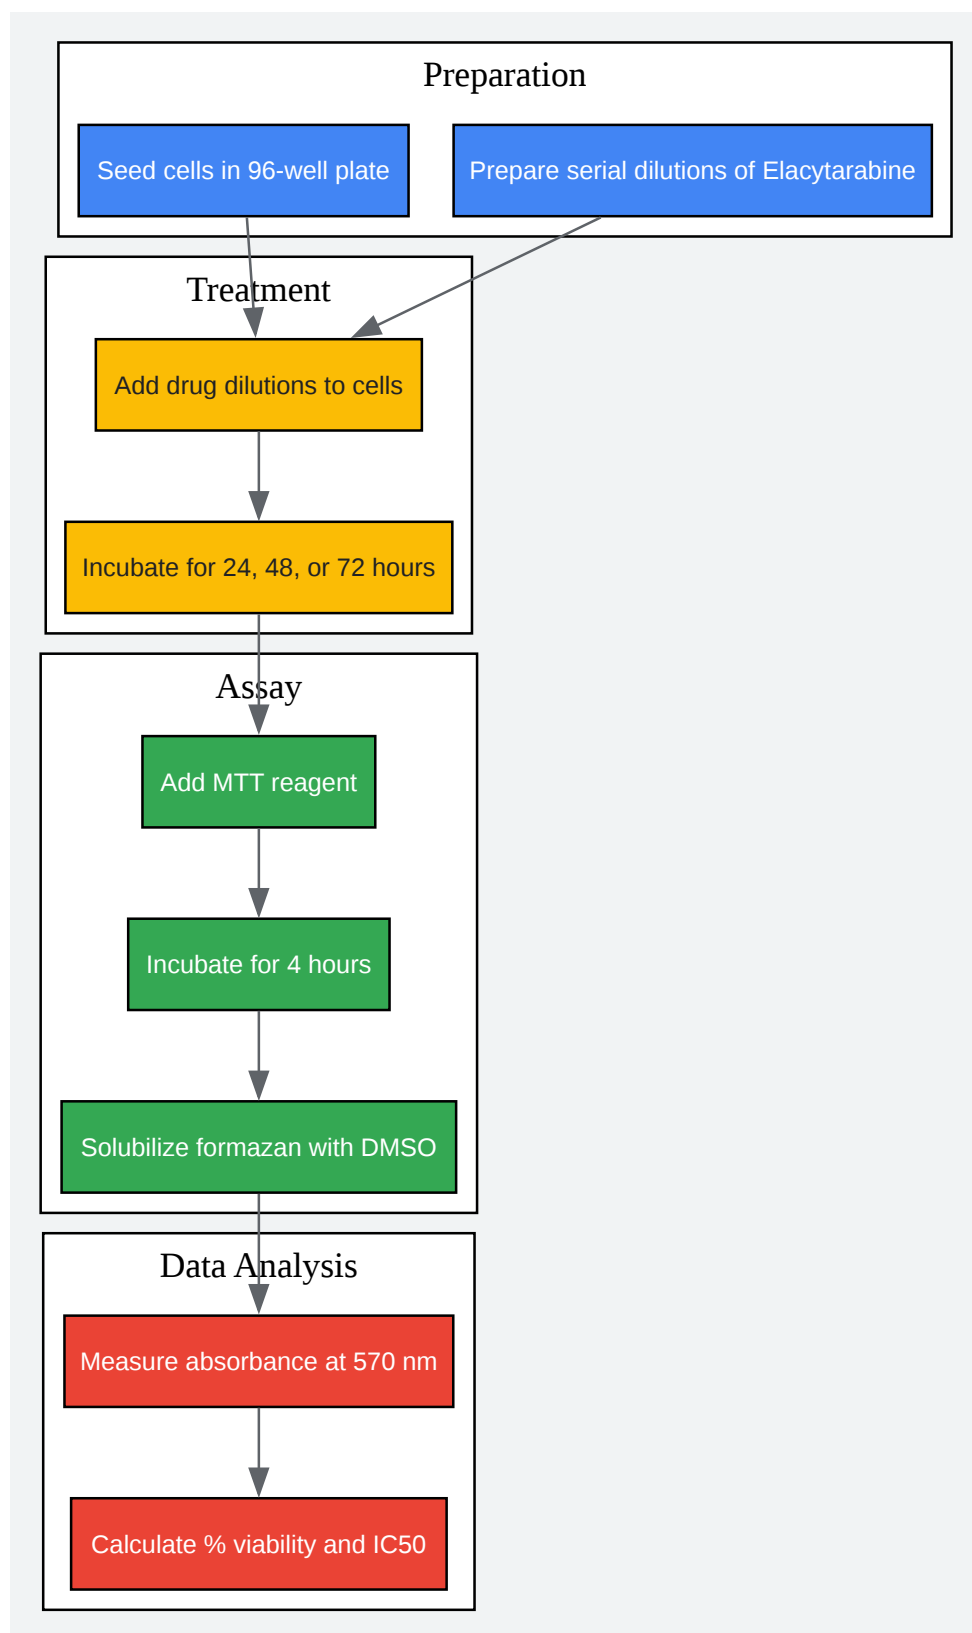 Preparation
Seed cells in 96-well plate
Prepare serial dilutions of Elacytarabine
Treatment
Add drug dilutions to cells
Incubate for 24, 48, or 72 hours
Assay
Add MTT reagent
Incubate for 4 hours
Solubilize formazan with DMSO
Data Analysis
Measure absorbance at 570 nm
Calculate % viability and IC50